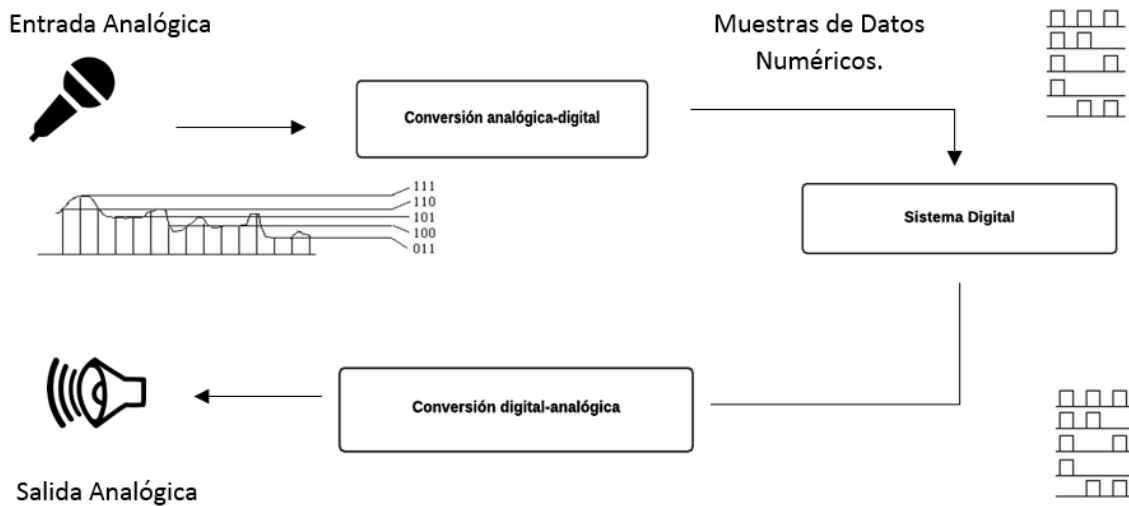 Entrada Analógica
Muestras de Datos
Numéricos.
Conversión analógica-digital
111
110
101
100
011
Sistema Digital
Conversión digital-analógica
Salida Analógica